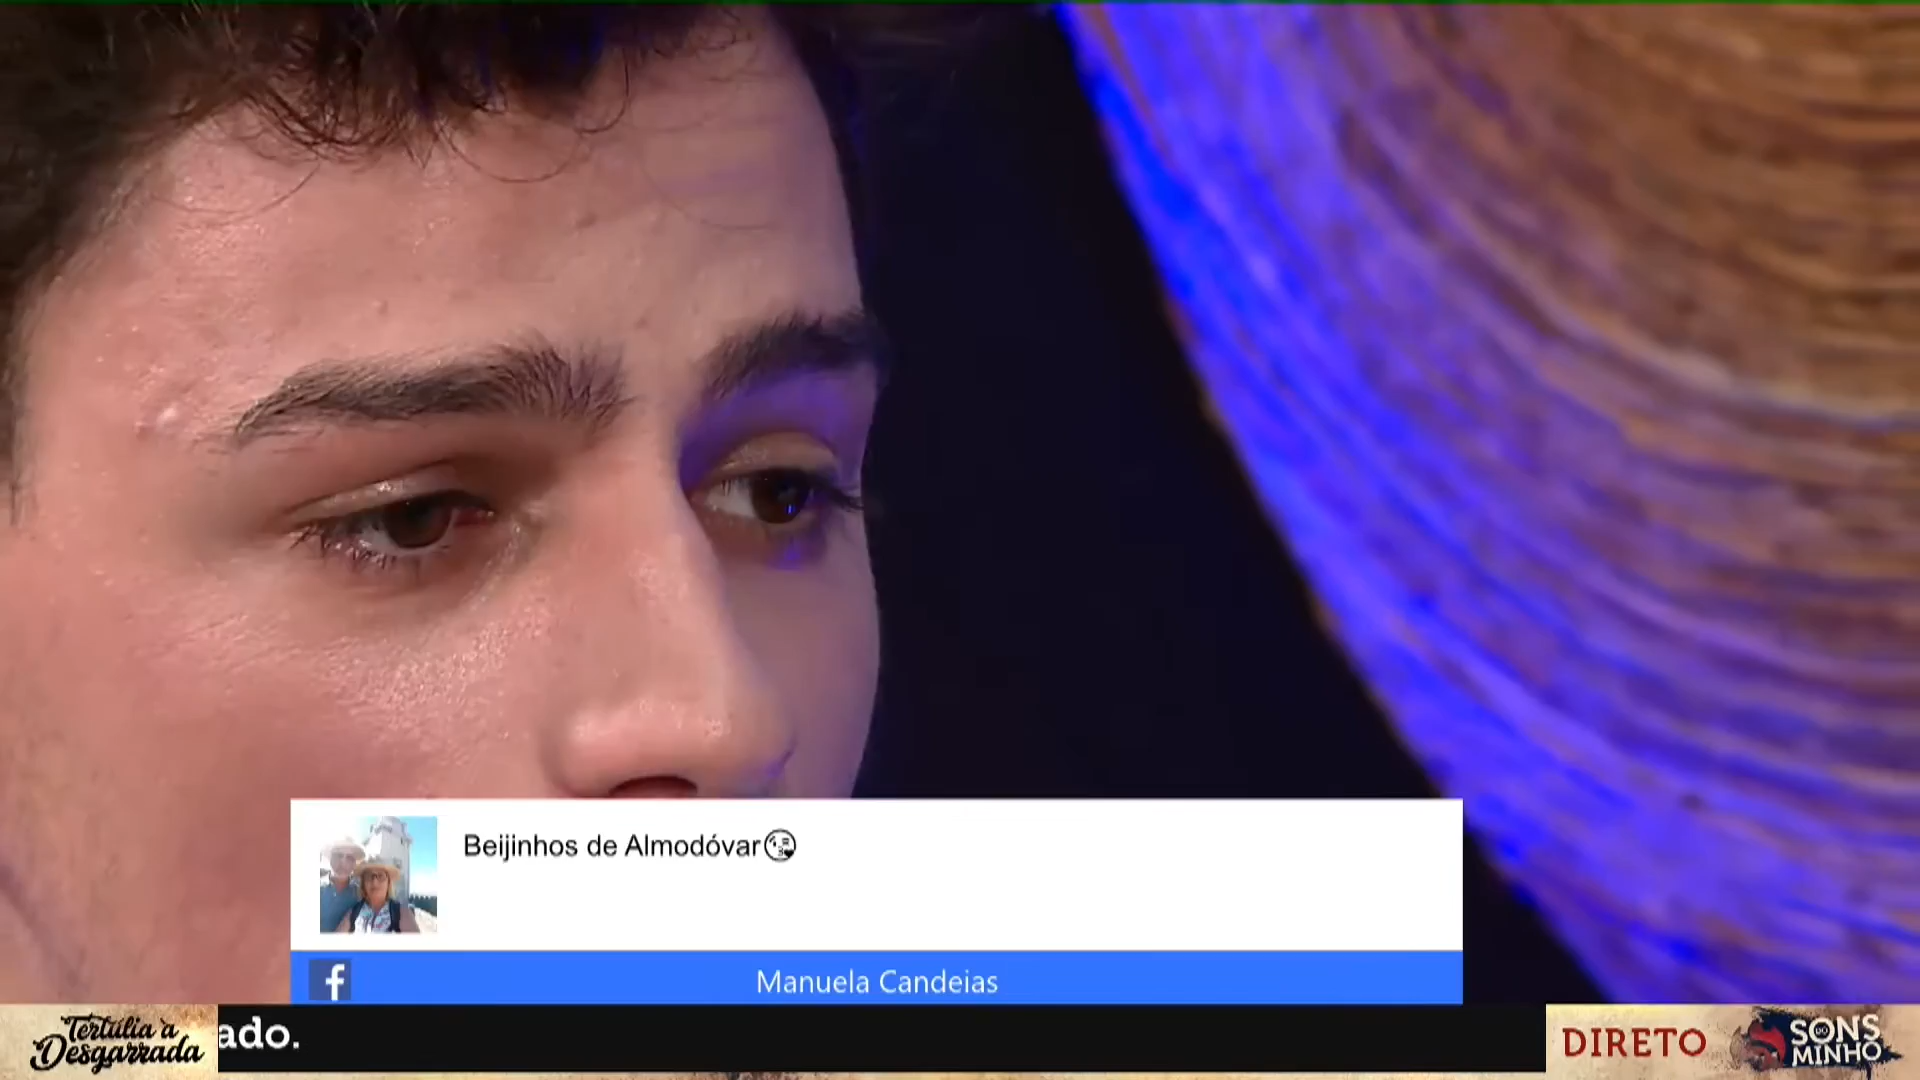 Beijinhos de Almodóvar😘
Manuela Candeias
Tertúlia à
Desgarrada
ado.
DIRETO
SONS
DO
MINHO